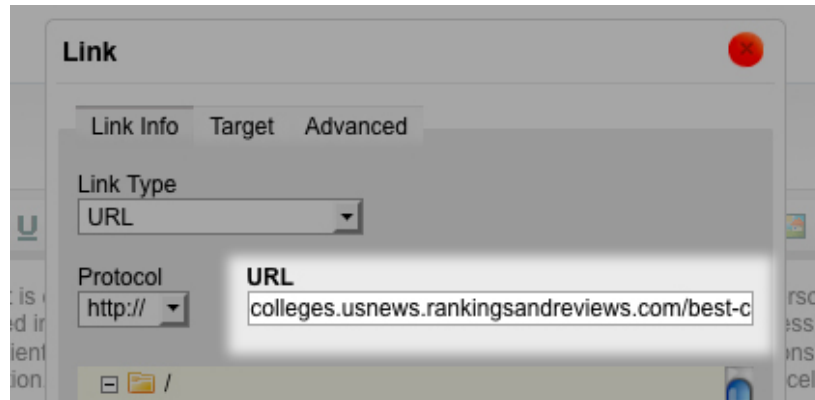 Link
Link Info Target Advanced
Link Type
URL
U
Protocol URL
http:// colleges.usnews.rankingsandreviews.com/best-c
/